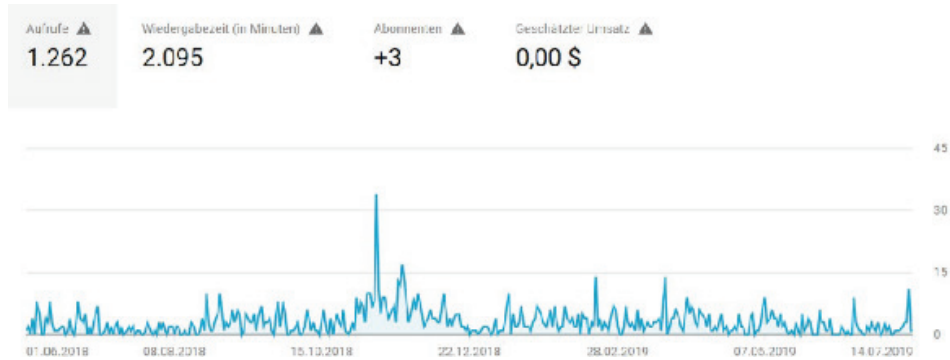 Aufrufe Wiedergabezeit (in Minuten) Abonnenten Geschätzter Umsatz
1.262 2.095 +3 0,00 $
45
30
15
0
01.06.2018 08.08.2018 15.10.2018 22.12.2018 28.02.2019 07.05.2019 14.07.2019